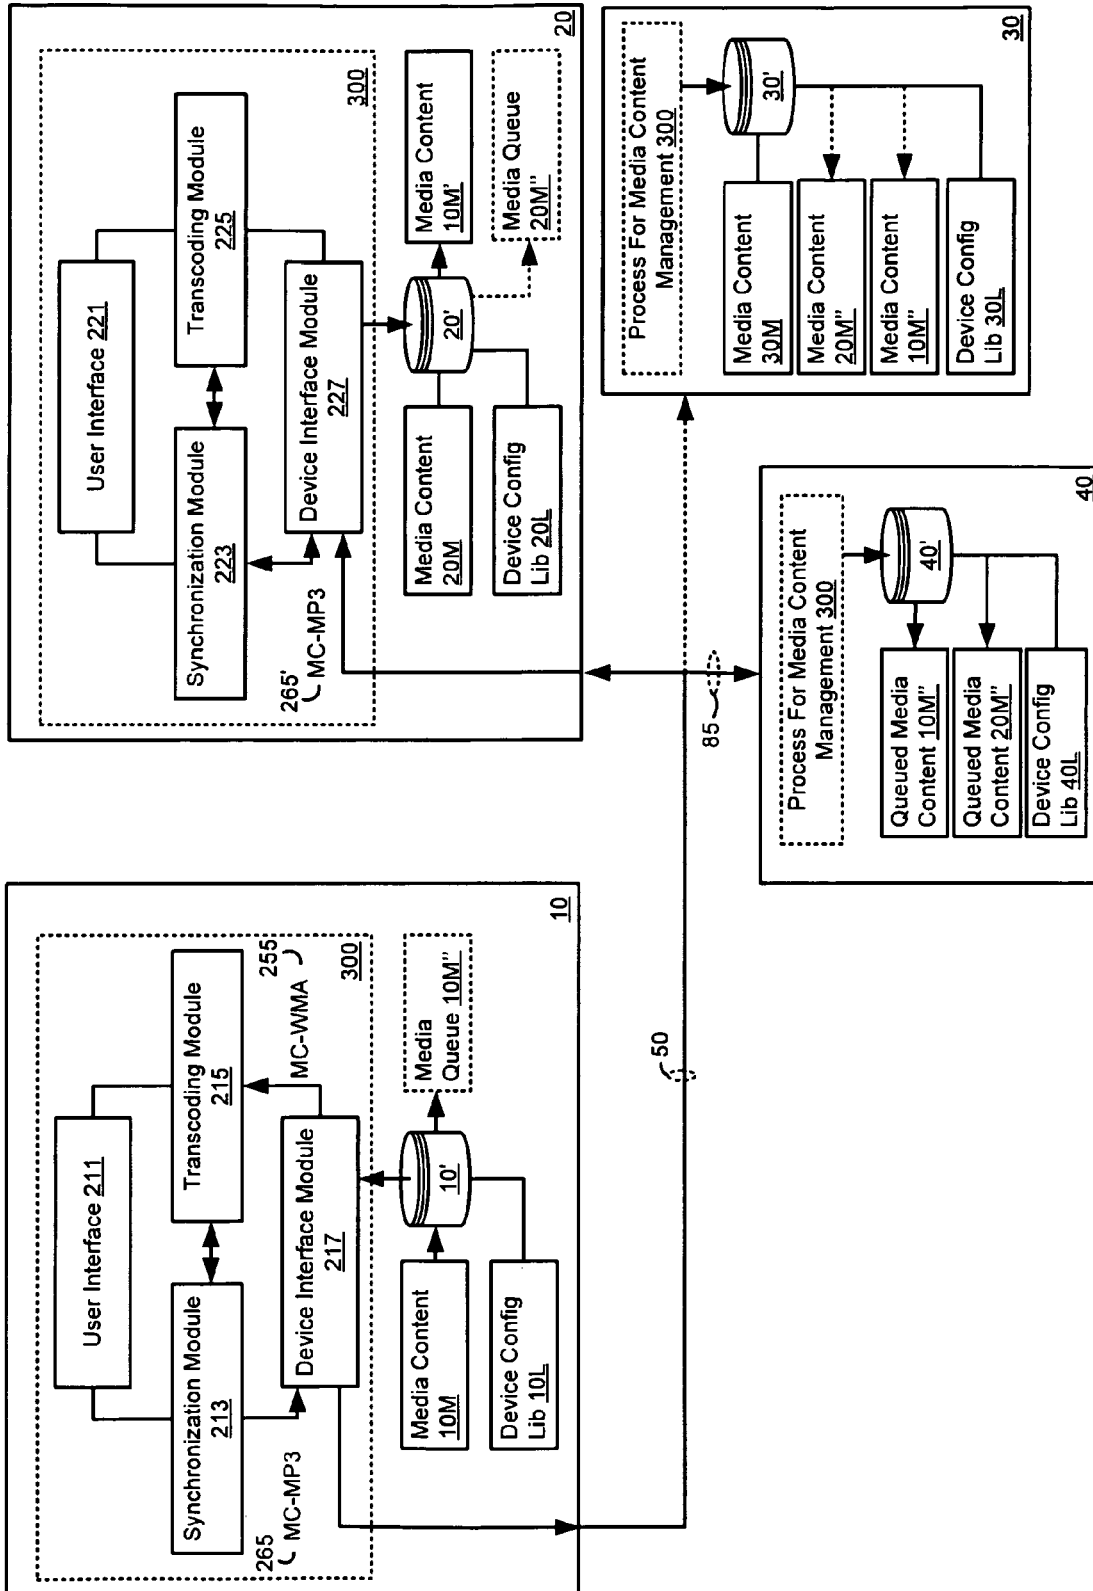 User Interface 211
Synchronization Module
213
Transcoding Module
215
265
MC-MP3
MC-WMA
255
Device Interface Module
217
300
Media Content
10M
10'
Media
Queue 10M"
Device Config
Lib 10L
10
50
User Interface 221
Synchronization Module
223
Transcoding Module
225
265'
MC-MP3
Device Interface Module
227
300
Media Content
20M
20'
Media Content
10M'
Device Config
Lib 20L
Media Queue
20M"
20
85
Process For Media Content
Management 300
40'
Queued Media
Content 10M"
Queued Media
Content 20M"
Device Config
Lib 40L
40
Process For Media Content
Management 300
30'
Media Content
30M
Media Content
20M"
Media Content
10M"
Device Config
Lib 30L
30